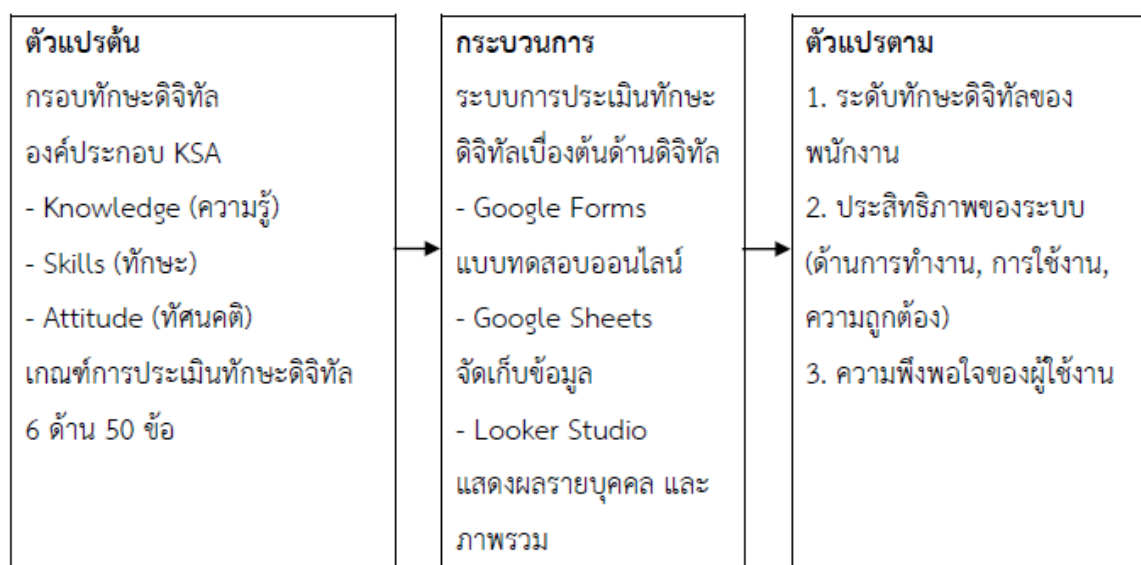 ตัวแปรต้น
กรอบทักษะดิจิทัล
องค์ประกอบ KSA
- Knowledge (ความรู้)
- Skills (ทักษะ)
- Attitude (ทัศนคติ)
เกณฑ์การประเมินทักษะดิจิทัล
6 ด้าน 50 ข้อ
กระบวนการ
ระบบการประเมินทักษะ
ดิจิทัลเบื่องต้นด้านดิจิทัล
- Google Forms
แบบทดสอบออนไลน์
- Google Sheets
จัดเก็บข้อมูล
- Looker Studio
แสดงผลรายบุคคล และ
ภาพรวม
ตัวแปรตาม
1. ระดับทักษะดิจิทัลของ
พนักงาน
2. ประสิทธิภาพของระบบ
(ด้านการทำงาน, การใช้งาน,
ความถูกต้อง)
3. ความพึงพอใจของผู้ใช้งาน